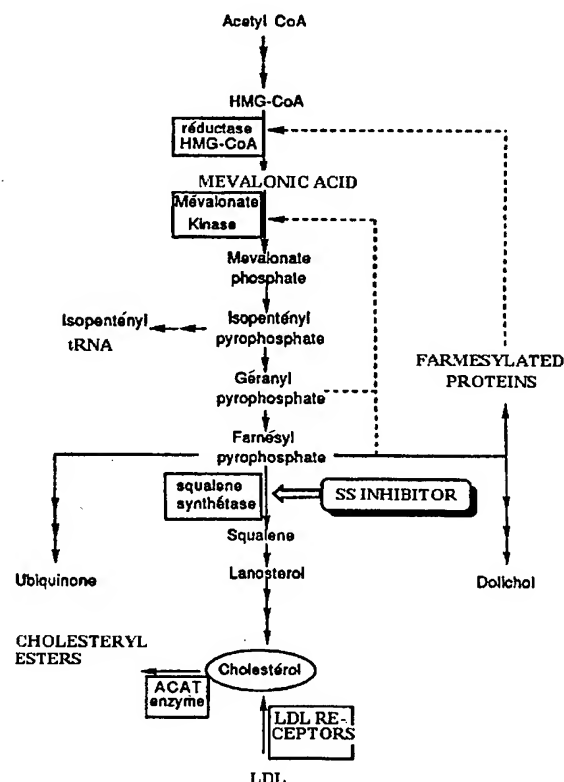 Acetyl CoA
HMG-CoA
réductase
HMG-CoA
MEVALONIC ACID
Mévalonate
Kinase
Mevalonate
phosphate
Isopentényl
tRNA
Isopentényl
pyrophosphate
Géranyl
pyrophosphate
FARMESYLATED
PROTEINS
Farnésyl
pyrophosphate
squalene
synthétase
SS INHIBITOR
Squalene
Ubiquinone
Lanosterol
Dolichol
CHOLESTERYL
ESTERS
Cholestérol
ACAT
enzyme
LDL RE-
CEPTORS
LDL